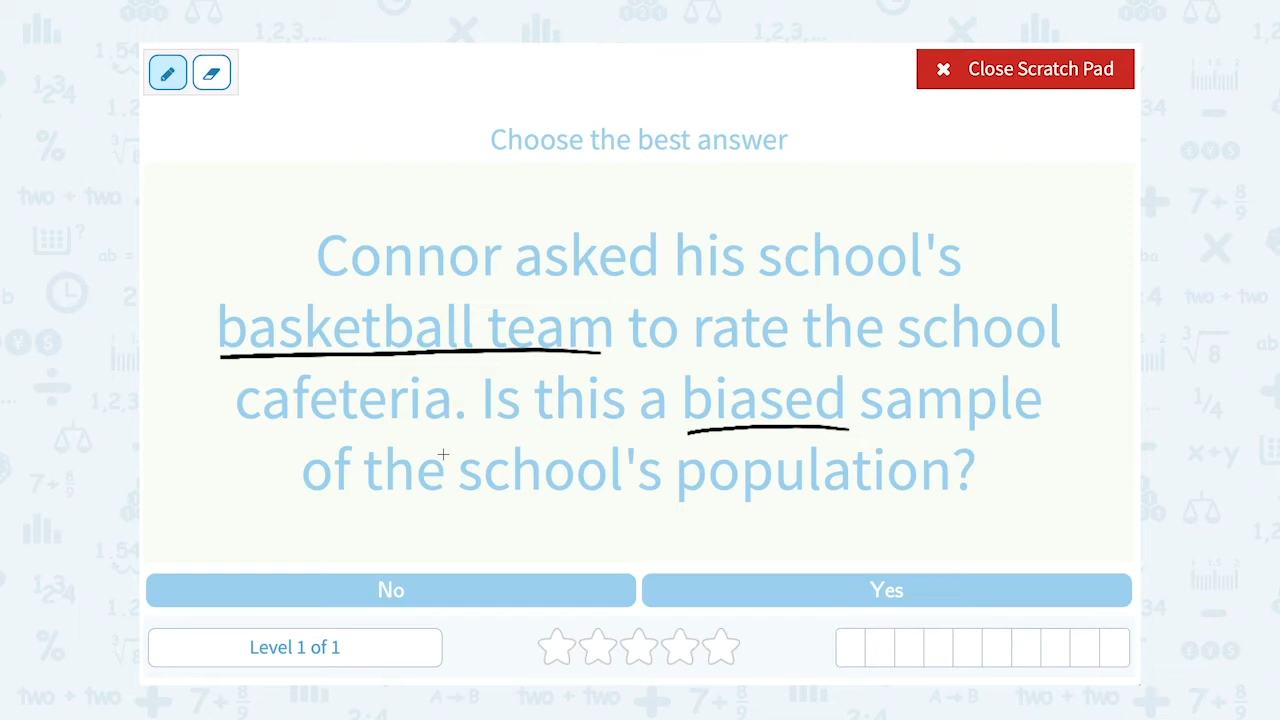 Close Scratch Pad
Choose the best answer
Connor asked his school's
basketball team to rate the school
cafeteria. Is this a biased sample
of the school's population?
No
Yes
Level 1 of 1